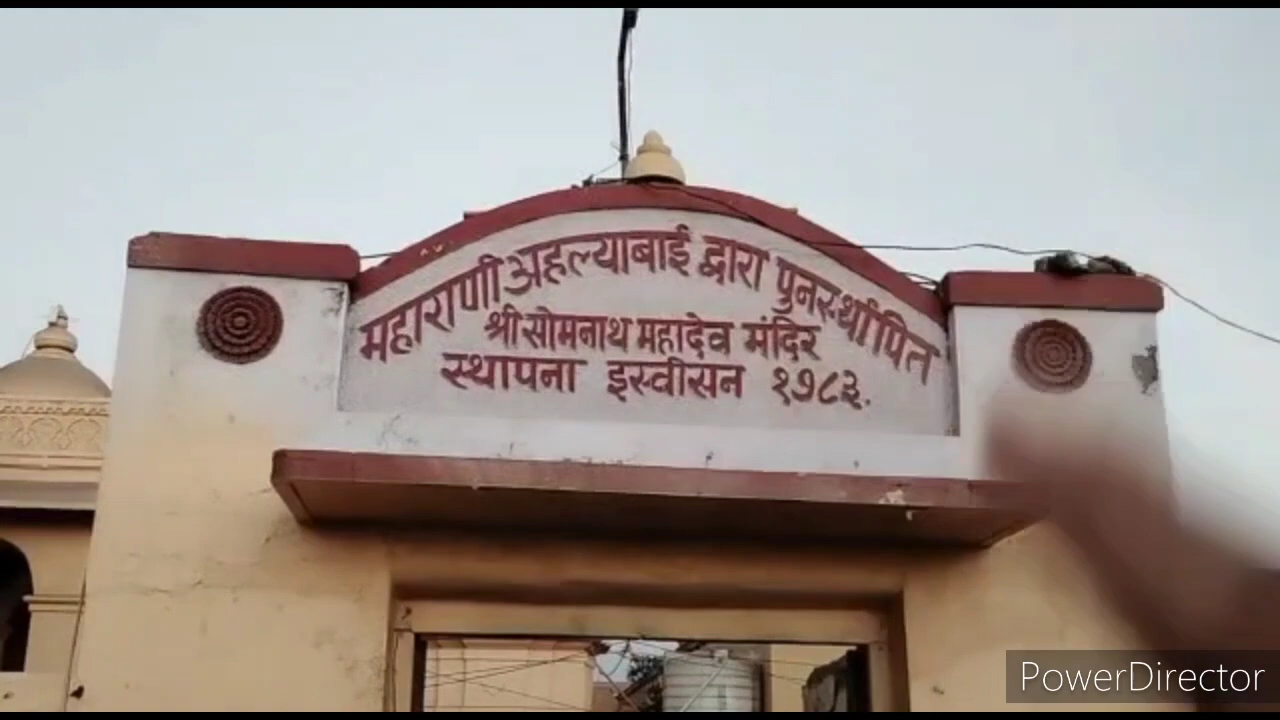 महाराणी अहल्याबाई द्वारा पुनर्स्थापित
श्री सोमनाथ महादेव मंदिर
स्थापना इस्वीसन १७८३.
PowerDirector